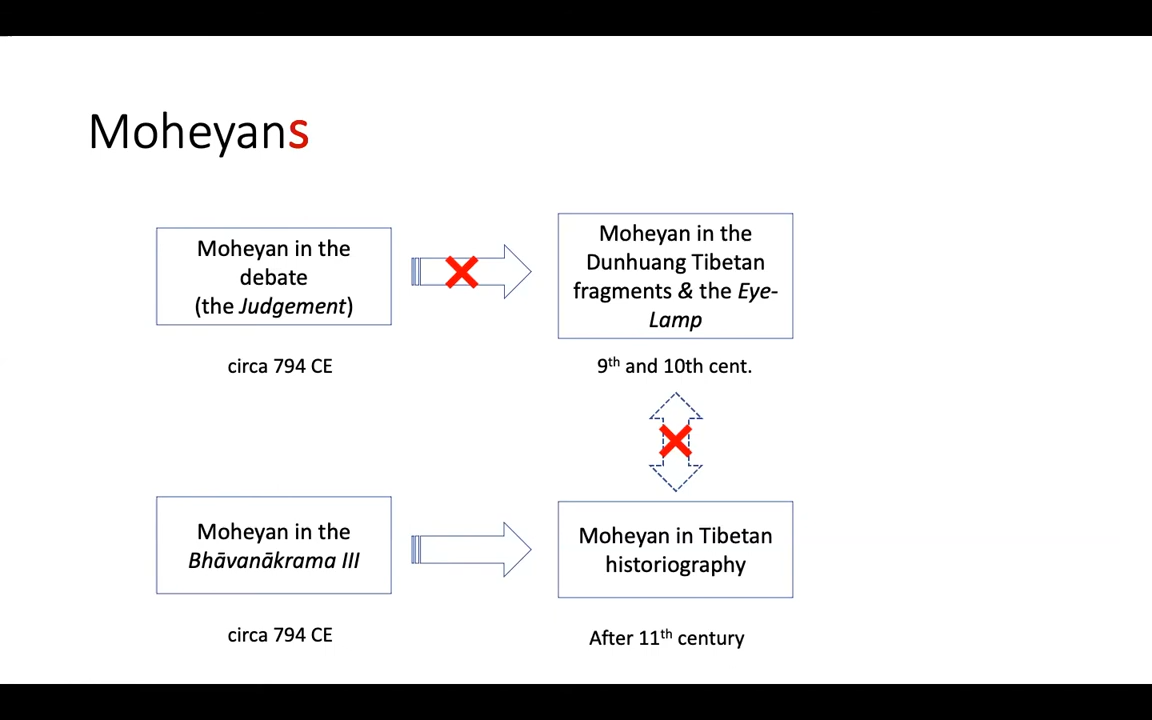 Moheyans
Moheyan in the
debate
(the Judgement)
circa 794 CE
Moheyan in the
Dunhuang Tibetan
fragments & the Eye-
Lamp
9th and 10th cent.
Moheyan in the
Bhāvanākrama III
circa 794 CE
Moheyan in Tibetan
historiography
After 11th century